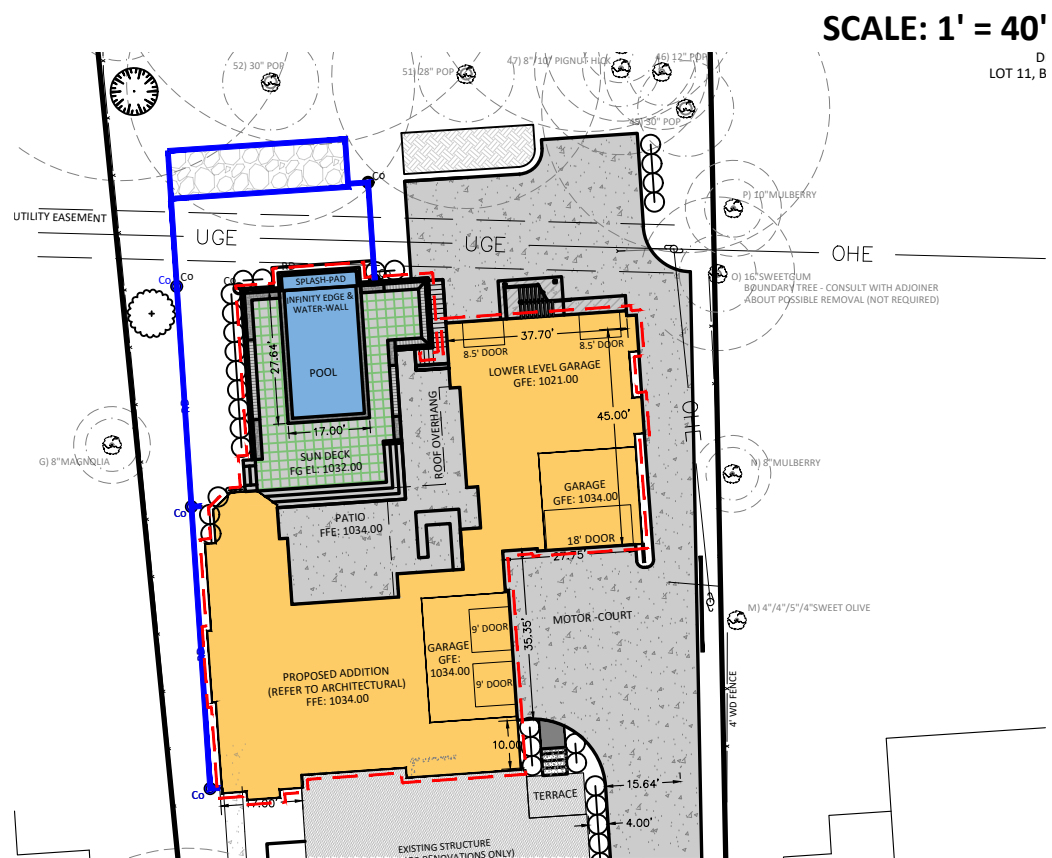 SCALE: 1' = 40'
D
LOT 11, B
52) 30" POP
51) 28" POP
47) 8"/10" PIGNUT HICK
46) 12" POP
49) 30" POP
Co
P) 10"MULBERRY
UTILITY EASEMENT
UGE
UGE
OHE
Co
Co
Co
SPLASH-PAD
INFINITY EDGE &
WATER-WALL
O) 16"SWEETGUM
BOUNDARY TREE - CONSULT WITH ADJOINER
ABOUT POSSIBLE REMOVAL (NOT REQUIRED)
27.64'
POOL
17.00'
SUN DECK
FG EL: 1032.00
37.70'
8.5' DOOR
8.5' DOOR
LOWER LEVEL GARAGE
GFE: 1021.00
45.00'
ROOF OVERHANG
OHE
G) 8"MAGNOLIA
N) 8"MULBERRY
GARAGE
GFE: 1034.00
18' DOOR
27.75'
Co
PATIO
FFE: 1034.00
MOTOR-COURT
35.35'
M) 4"/4"/5"/4"SWEET OLIVE
9' DOOR
GARAGE
GFE:
1034.00
9' DOOR
PROPOSED ADDITION
(REFER TO ARCHITECTURAL)
FFE: 1034.00
4' WD FENCE
10.00'
Co
TERRACE
15.64'
4.00'
EXISTING STRUCTURE
RENOVATIONS ONLY)